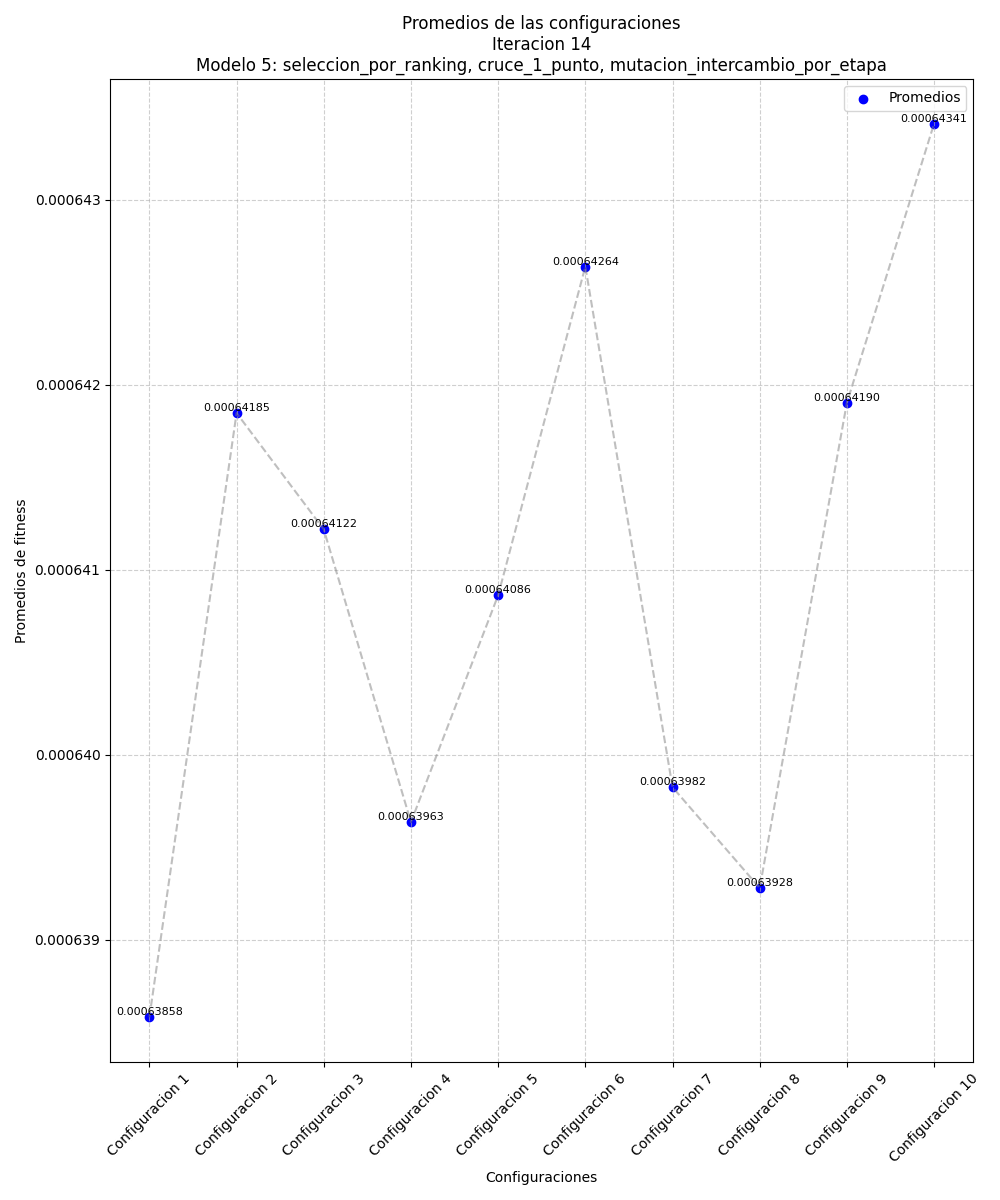 Promedios de las configuraciones
Iteracion 14
Modelo 5: seleccion_por_ranking, cruce_1_punto, mutacion_intercambio_por_etapa
Promedios
0.00064341
0.000643
0.00064264
0.000642
0.00064185
0.00064190
0.00064122
0.000641
0.00064086
0.000640
0.00063982
0.00063963
0.00063928
0.000639
0.00063858
Promedios de fitness
Configuracion 1
Configuracion 2
Configuracion 3
Configuracion 4
Configuracion 5
Configuracion 6
Configuracion 7
Configuracion 8
Configuracion 9
Configuracion 10
Configuraciones